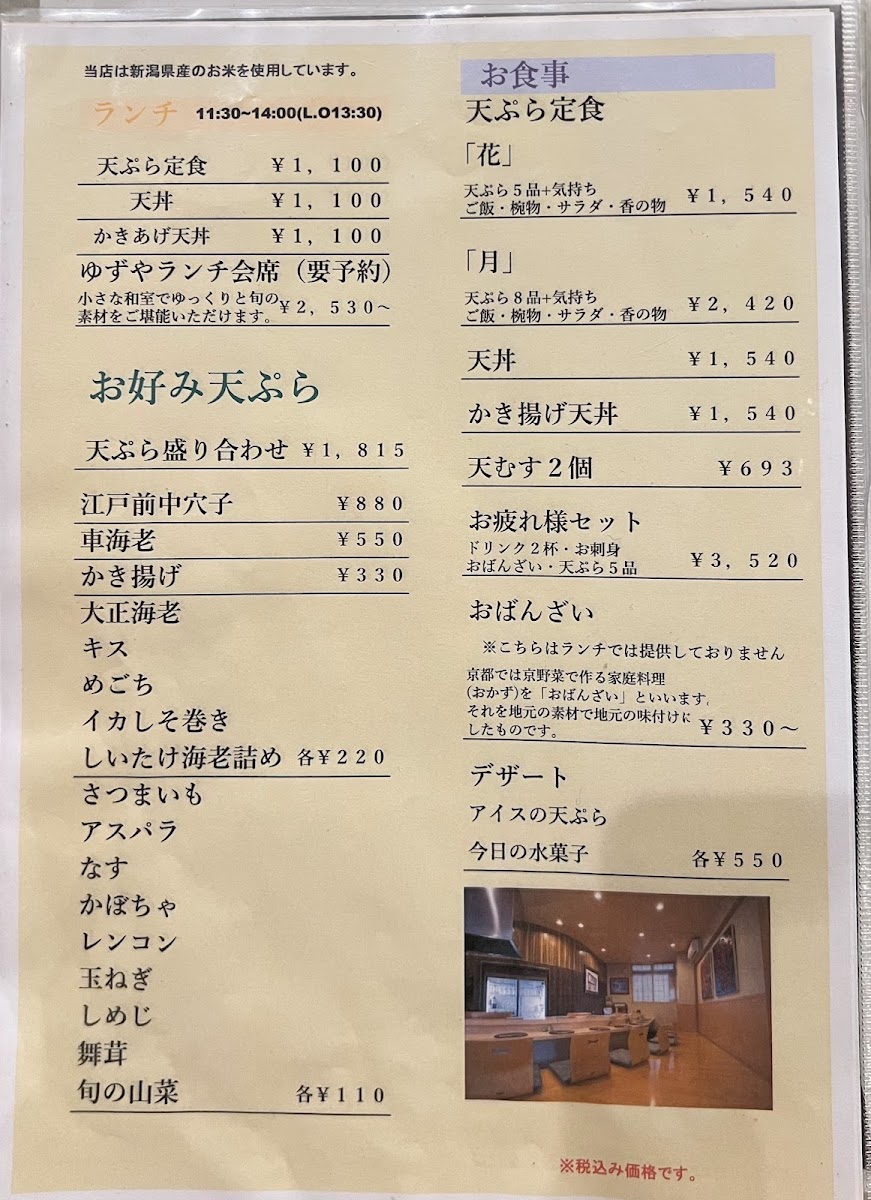 当店は新潟県産のお米を使用しています。
ランチ 11:30~14:00(L.O13:30)
天ぷら定食 ¥1,100
天丼 ¥1,100
かきあげ天丼 ¥1,100
ゆずやランチ会席（要予約）
小さな和室でゆっくりと旬の
素材をご堪能いただけます。¥2,530~
お好み天ぷら
天ぷら盛り合わせ ¥1,815
江戸前中穴子 ¥880
車海老 ¥550
かき揚げ ¥330
大正海老
キス
めごち
イカしそ巻き
しいたけ海老詰め 各¥220
さつまいも
アスパラ
なす
かぼちゃ
レンコン
玉ねぎ
しめじ
舞茸
旬の山菜 各¥110
お食事
天ぷら定食
「花」
天ぷら5品+気持ち
ご飯・椀物・サラダ・香の物 ¥1,540
「月」
天ぷら8品+気持ち
ご飯・椀物・サラダ・香の物 ¥2,420
天丼 ¥1,540
かき揚げ天丼 ¥1,540
天むす2個 ¥693
お疲れ様セット
ドリンク2杯・お刺身
おばんざい・天ぷら5品 ¥3,520
おばんざい
※こちらはランチでは提供しておりません
京都では京野菜で作る家庭料理
(おかず)を「おばんざい」といいます。
それを地元の素材で地元の味付けに
したものです。 ¥330～
デザート
アイスの天ぷら
今日の水菓子 各¥550
※税込み価格です。